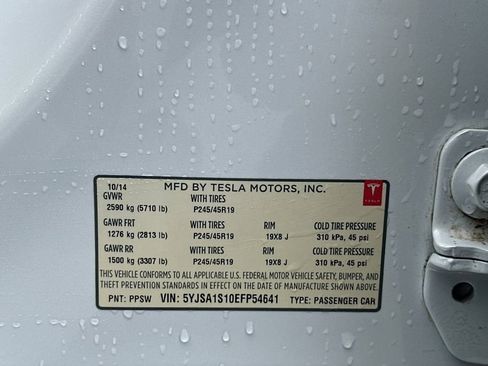 10/14 MFD BY TESLA MOTORS, INC.
TESLA
GVWR WITH TIRES
2590 kg (5710 lb) P245/45R19
GAWR FRT WITH TIRES RIM COLD TIRE PRESSURE
1276 kg (2813 lb) P245/45R19 19X8 J 310 kPa, 45 psi
GAWR RR WITH TIRES RIM COLD TIRE PRESSURE
1500 kg (3307 lb) P245/45R19 19X8 J 310 kPa, 45 psi
THIS VEHICLE CONFORMS TO ALL APPLICABLE U.S. FEDERAL MOTOR VEHICLE SAFETY, BUMPER, AND
THEFT PREVENTION STANDARDS IN EFFECT ON THE DATE OF MANUFACTURE SHOWN ABOVE.
PNT: PPSW VIN: 5YJSA1S10EFP54641 TYPE: PASSENGER CAR